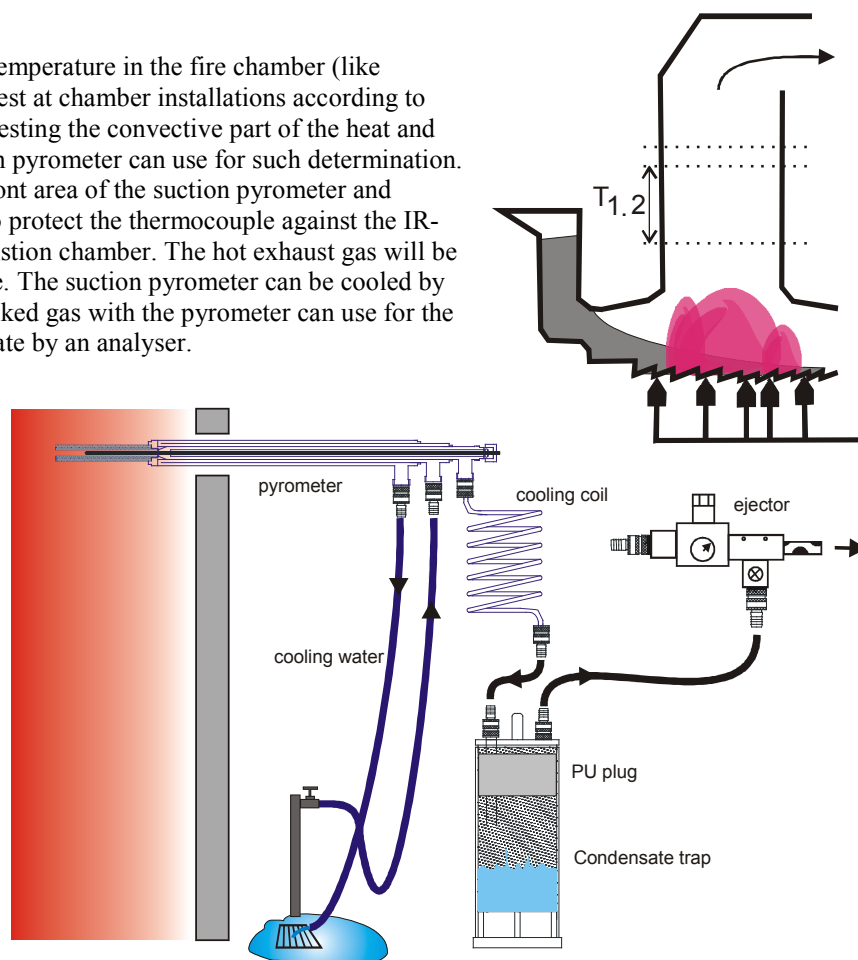 emperature in the fire chamber (like
est at chamber installations according to
esting the convective part of the heat and
n pyrometer can use for such determination.
ont area of the suction pyrometer and
o protect the thermocouple against the IR-
ustion chamber. The hot exhaust gas will be
e. The suction pyrometer can be cooled by
ked gas with the pyrometer can use for the
ate by an analyser.
T1.2
pyrometer
cooling coil
ejector
cooling water
PU plug
Condensate trap